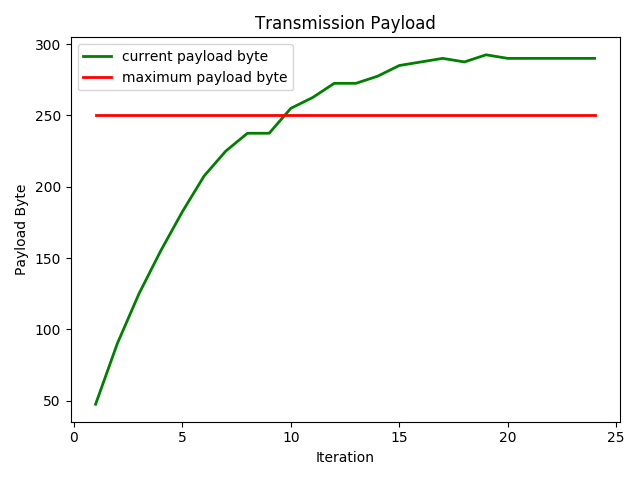 Transmission Payload
300
250
200
150
100
50
Payload Byte
current payload byte
maximum payload byte
0 5 10 15 20 25
Iteration